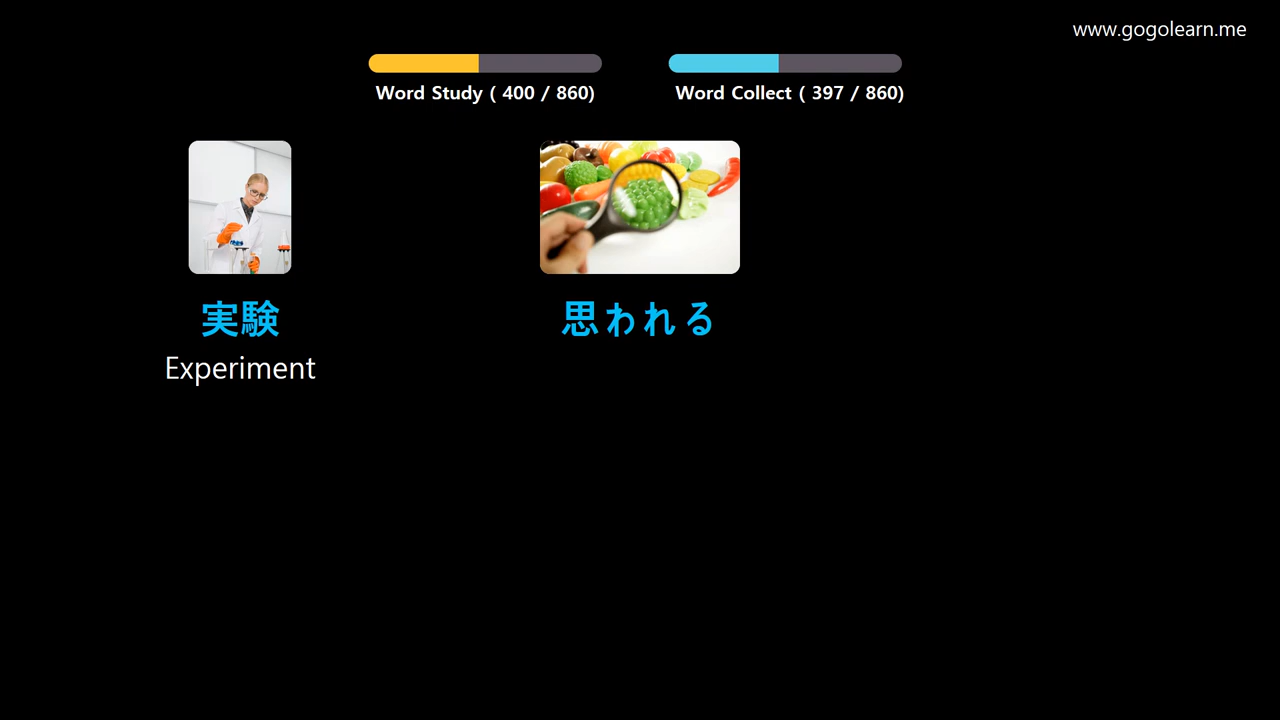 www.gogolearn.me
Word Study ( 400 / 860)
Word Collect ( 397 / 860)
実験
Experiment
思われる